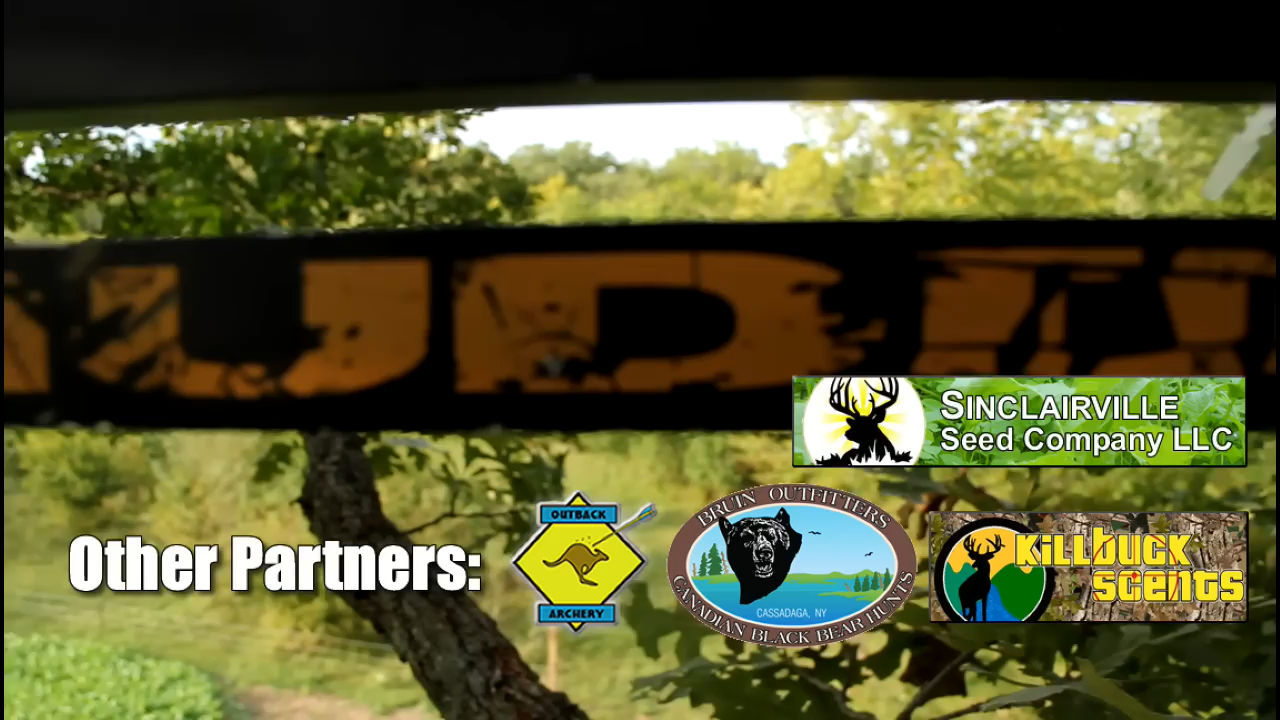 SINCLAIRVILLE
Seed Company LLC
Other Partners:
OUTBACK
ARCHERY
BRUIN OUTFITTERS
CASSADAGA, NY
CANADIAN BLACK BEAR HUNTS
KILLBUCK
SCENTS